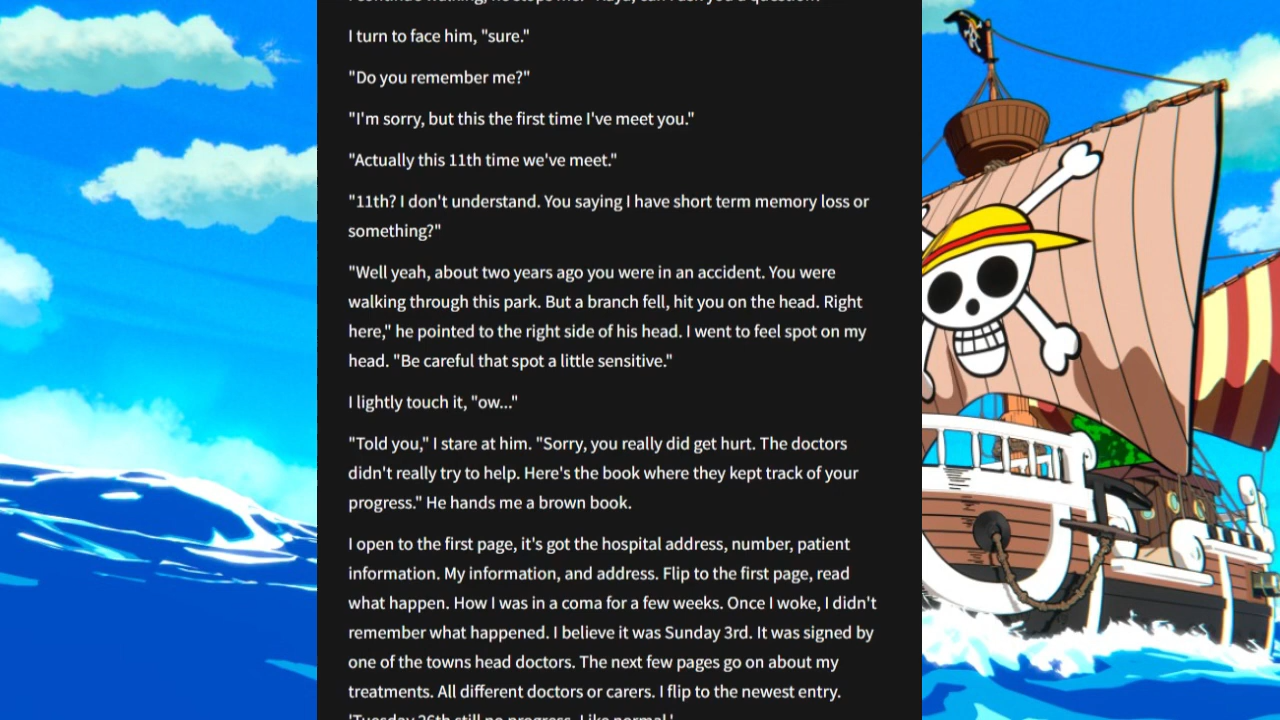 I turn to face him, "sure."
"Do you remember me?"
"I'm sorry, but this the first time I've meet you."
"Actually this 11th time we've meet."
"11th? I don't understand. You saying I have short term memory loss or
something?"
"Well yeah, about two years ago you were in an accident. You were
walking through this park. But a branch fell, hit you on the head. Right
here," he pointed to the right side of his head. I went to feel spot on my
head. "Be careful that spot a little sensitive."
I lightly touch it, "ow..."
"Told you," I stare at him. "Sorry, you really did get hurt. The doctors
didn't really try to help. Here's the book where they kept track of your
progress." He hands me a brown book.
I open to the first page, it's got the hospital address, number, patient
information. My information, and address. Flip to the first page, read
what happen. How I was in a coma for a few weeks. Once I woke, I didn't
remember what happened. I believe it was Sunday 3rd. It was signed by
one of the towns head doctors. The next few pages go on about my
treatments. All different doctors or carers. I flip to the newest entry.
'Tuesday 26th still no progress. Like normal.'